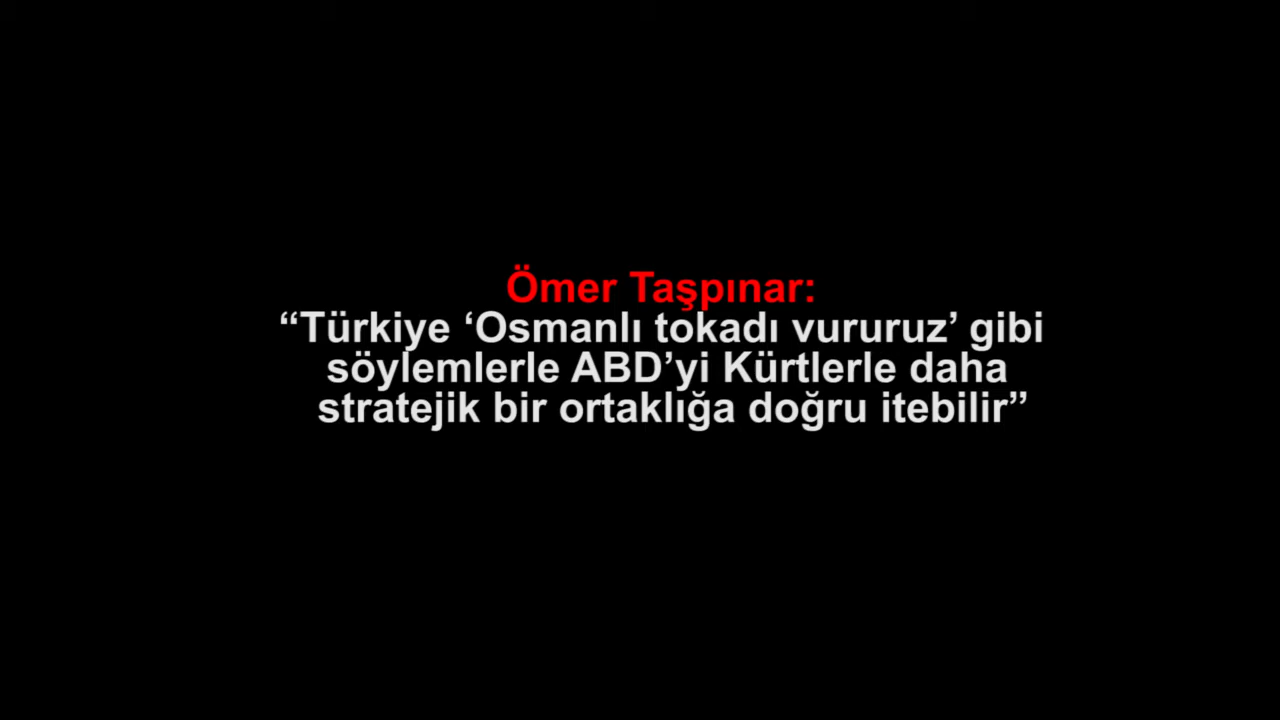 Ömer Taşpınar:
“Türkiye ‘Osmanlı tokadı vururuz’ gibi
söylemlerle ABD’yi Kürtlerle daha
stratejik bir ortaklığa doğru itebilir”